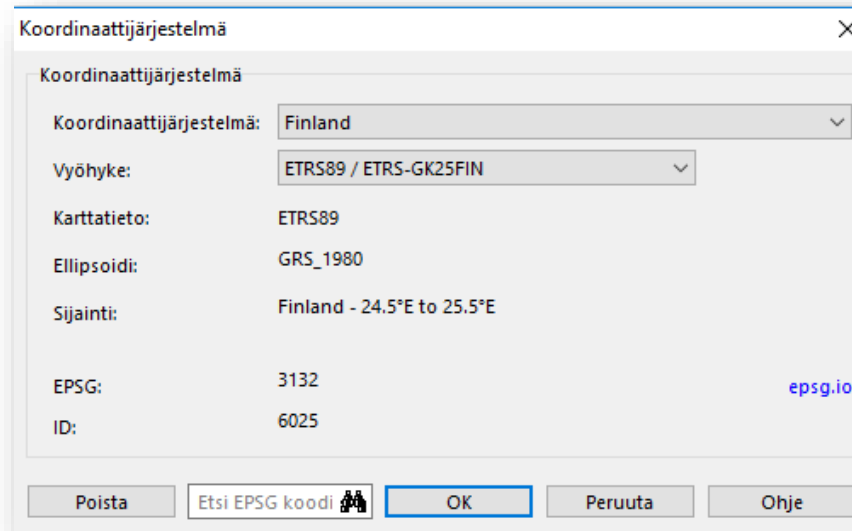 Koordinaattijärjestelmä
Koordinaattijärjestelmä
Koordinaattijärjestelmä: Finland
Vyöhyke: ETRS89 / ETRS-GK25FIN
Karttatieto: ETRS89
Ellipsoidi: GRS_1980
Sijainti: Finland - 24.5°E to 25.5°E
EPSG: 3132 epsg.io
ID: 6025
Poista Etsi EPSG koodi OK Peruuta Ohje